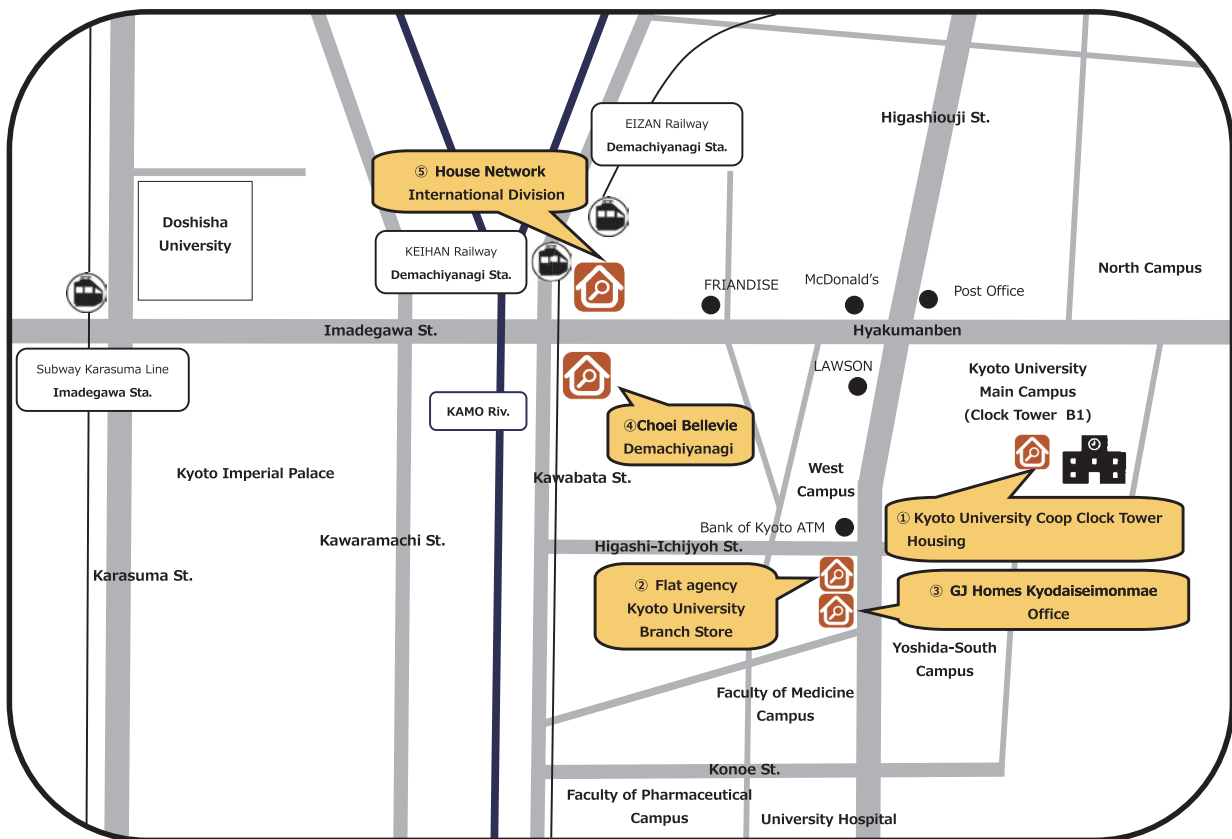 EIZAN Railway
Demachiyanagi Sta.
Higashiouji St.
⑤ House Network
International Division
Doshisha
University
KEIHAN Railway
Demachiyanagi Sta.
North Campus
FRIANDISE
McDonald's
Post Office
Imadegawa St.
Hyakumanben
Subway Karasuma Line
Imadegawa Sta.
LAWSON
Kyoto University
Main Campus
(Clock Tower B1)
KAMO Riv.
④Choei Bellevie
Demachiyanagi
Kyoto Imperial Palace
Kawabata St.
West
Campus
① Kyoto University Coop Clock Tower
Housing
Bank of Kyoto ATM
Kawaramachi St.
Higashi-Ichijyoh St.
Karasuma St.
② Flat agency
Kyoto University
Branch Store
③ GJ Homes Kyodaiseimonmae
Office
Yoshida-South
Campus
Faculty of Medicine
Campus
Konoe St.
Faculty of Pharmaceutical
Campus
University Hospital